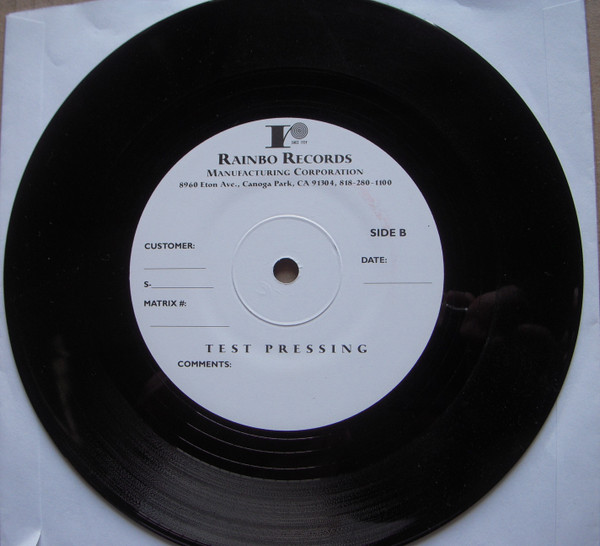 r
RAINBO RECORDS
MANUFACTURING CORPORATION
8960 Eton Ave., Canoga Park, CA 91304, 818-280-1100
SIDE B
CUSTOMER:
DATE:
S-
MATRIX #:
TEST PRESSING
COMMENTS: